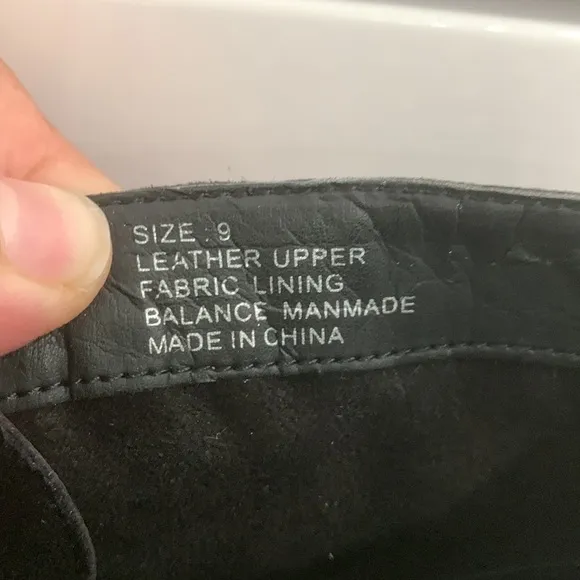 SIZE : 9
LEATHER UPPER
FABRIC LINING
BALANCE MANMADE
MADE IN CHINA